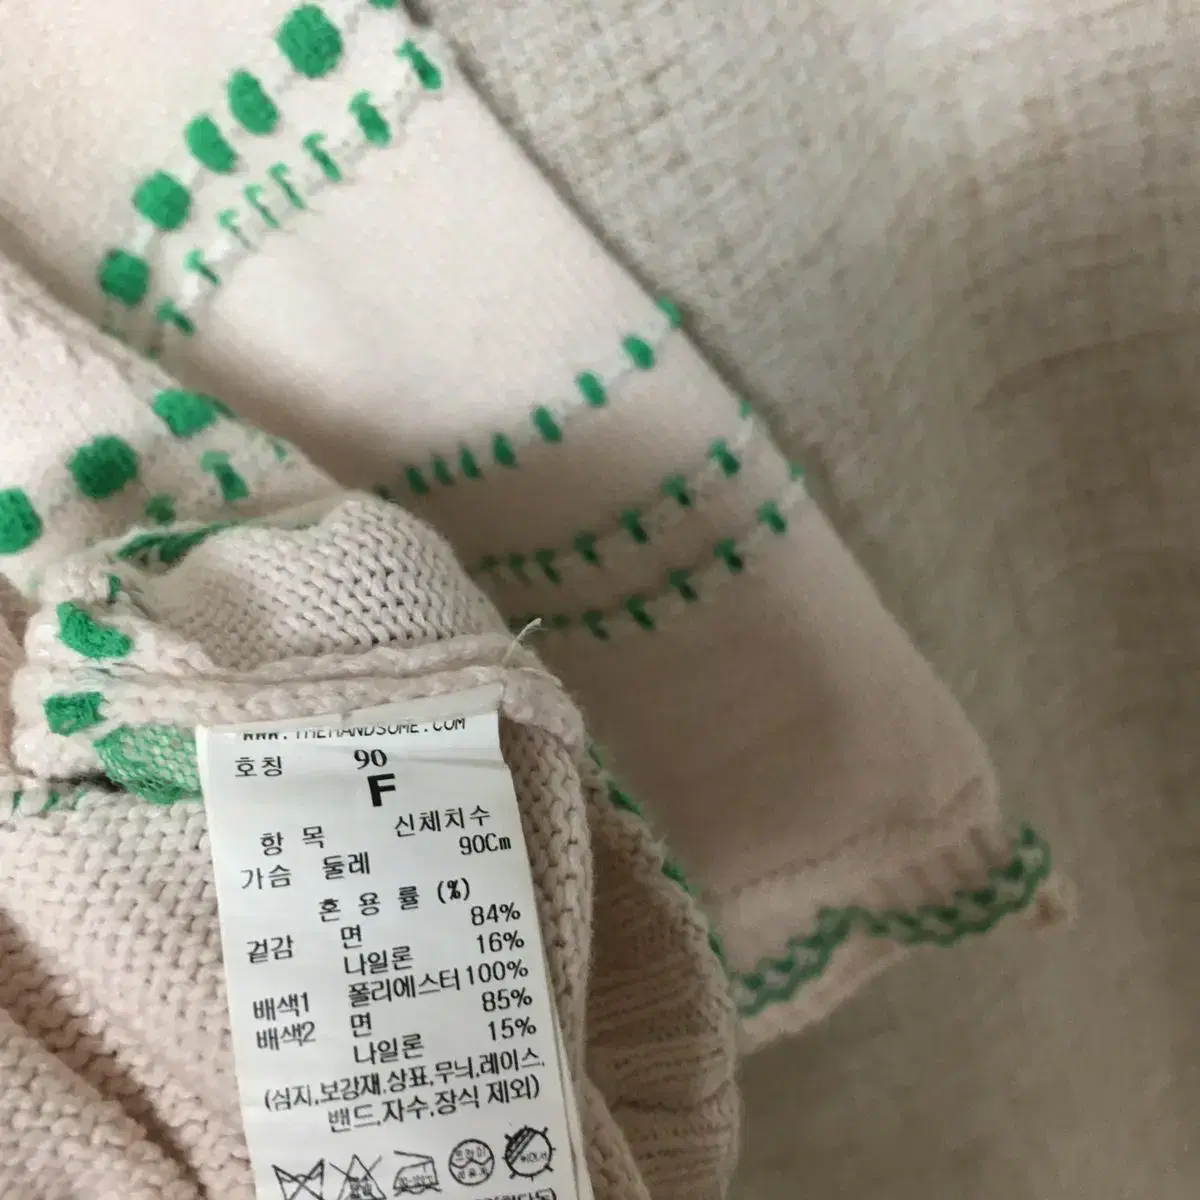 WWW.THEHANDSOME.COM
호칭 90
F
항 목 신체치수
가슴 둘레 90Cm
혼 용 률 (%)
겉감 면 84%
나일론 16%
배색1 폴리에스터 100%
배색2 면 85%
나일론 15%
(심지,보강재,상표,무늬,레이스,
밴드,자수,장식 제외)